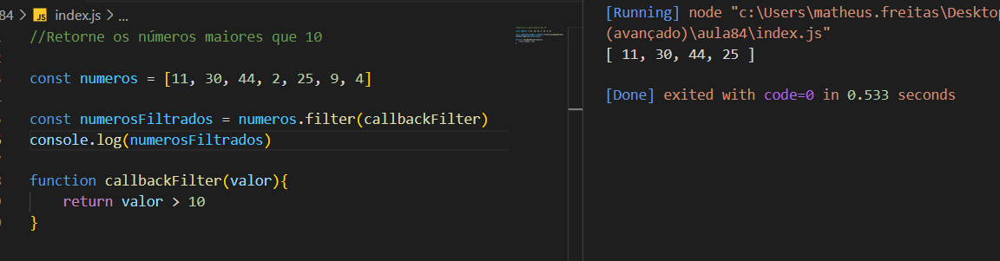 84 > JS index.js > ...
//Retorne os números maiores que 10
const numeros = [11, 30, 44, 2, 25, 9, 4]
const numerosFiltrados = numeros.filter(callbackFilter)
console.log(numerosFiltrados)
function callbackFilter(valor){
return valor > 10
}
[Running] node "c:\Users\matheus.freitas\Desktop
(avançado)\aula84\index.js"
[ 11, 30, 44, 25 ]
[Done] exited with code=0 in 0.533 seconds